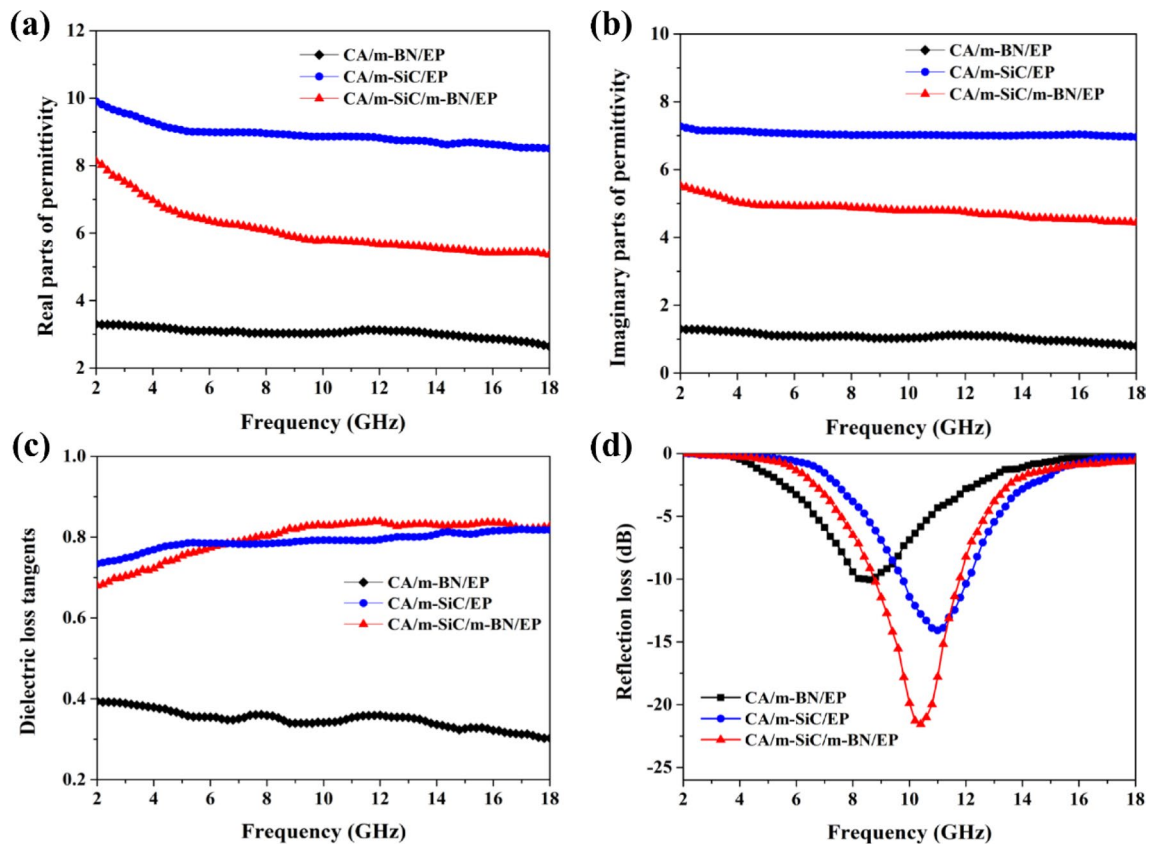 (a)
12
10
8
6
4
2
Real parts of permittivity
CA/m-BN/EP
CA/m-SiC/EP
CA/m-SiC/m-BN/EP
2 4 6 8 10 12 14 16 18
Frequency (GHz)
(b)
10
8
6
4
2
0
Imaginary parts of permittivity
CA/m-BN/EP
CA/m-SiC/EP
CA/m-SiC/m-BN/EP
2 4 6 8 10 12 14 16 18
Frequency (GHz)
(c)
1.0
0.8
0.6
0.4
0.2
Dielectric loss tangents
CA/m-BN/EP
CA/m-SiC/EP
CA/m-SiC/m-BN/EP
2 4 6 8 10 12 14 16 18
Frequency (GHz)
(d)
0
-5
-10
-15
-20
-25
Reflection loss (dB)
CA/m-BN/EP
CA/m-SiC/EP
CA/m-SiC/m-BN/EP
2 4 6 8 10 12 14 16 18
Frequency (GHz)